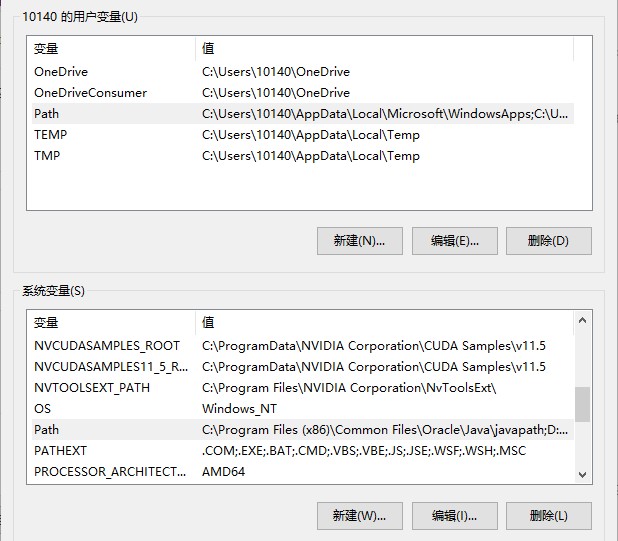 10140 的用户变量(U)
变量 值
OneDrive C:\Users\10140\OneDrive
OneDriveConsumer C:\Users\10140\OneDrive
Path C:\Users\10140\AppData\Local\Microsoft\WindowsApps;C:\U...
TEMP C:\Users\10140\AppData\Local\Temp
TMP C:\Users\10140\AppData\Local\Temp
新建(N)... 编辑(E)... 删除(D)
系统变量(S)
变量 值
NVCUDASAMPLES_ROOT C:\ProgramData\NVIDIA Corporation\CUDA Samples\v11.5
NVCUDASAMPLES11_5_R... C:\ProgramData\NVIDIA Corporation\CUDA Samples\v11.5
NVTOOLSEXT_PATH C:\Program Files\NVIDIA Corporation\NvToolsExt\
OS Windows_NT
Path C:\Program Files (x86)\Common Files\Oracle\Java\javapath;D:...
PATHEXT .COM;.EXE;.BAT;.CMD;.VBS;.VBE;.JS;.JSE;.WSF;.WSH;.MSC
PROCESSOR_ARCHITECT... AMD64
新建(W)... 编辑(I)... 删除(L)